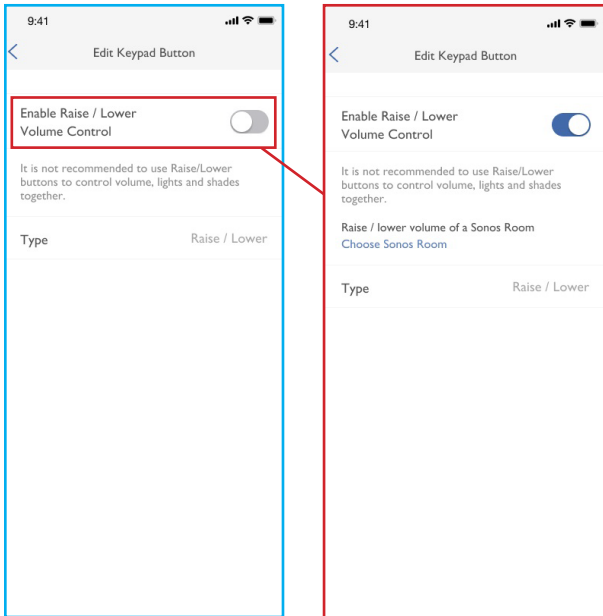 9:41
Edit Keypad Button
Enable Raise / Lower
Volume Control
It is not recommended to use Raise/Lower
buttons to control volume, lights and shades
together.
Type Raise / Lower
9:41
Edit Keypad Button
Enable Raise / Lower
Volume Control
It is not recommended to use Raise/Lower
buttons to control volume, lights and shades
together.
Raise / lower volume of a Sonos Room
Choose Sonos Room
Type Raise / Lower